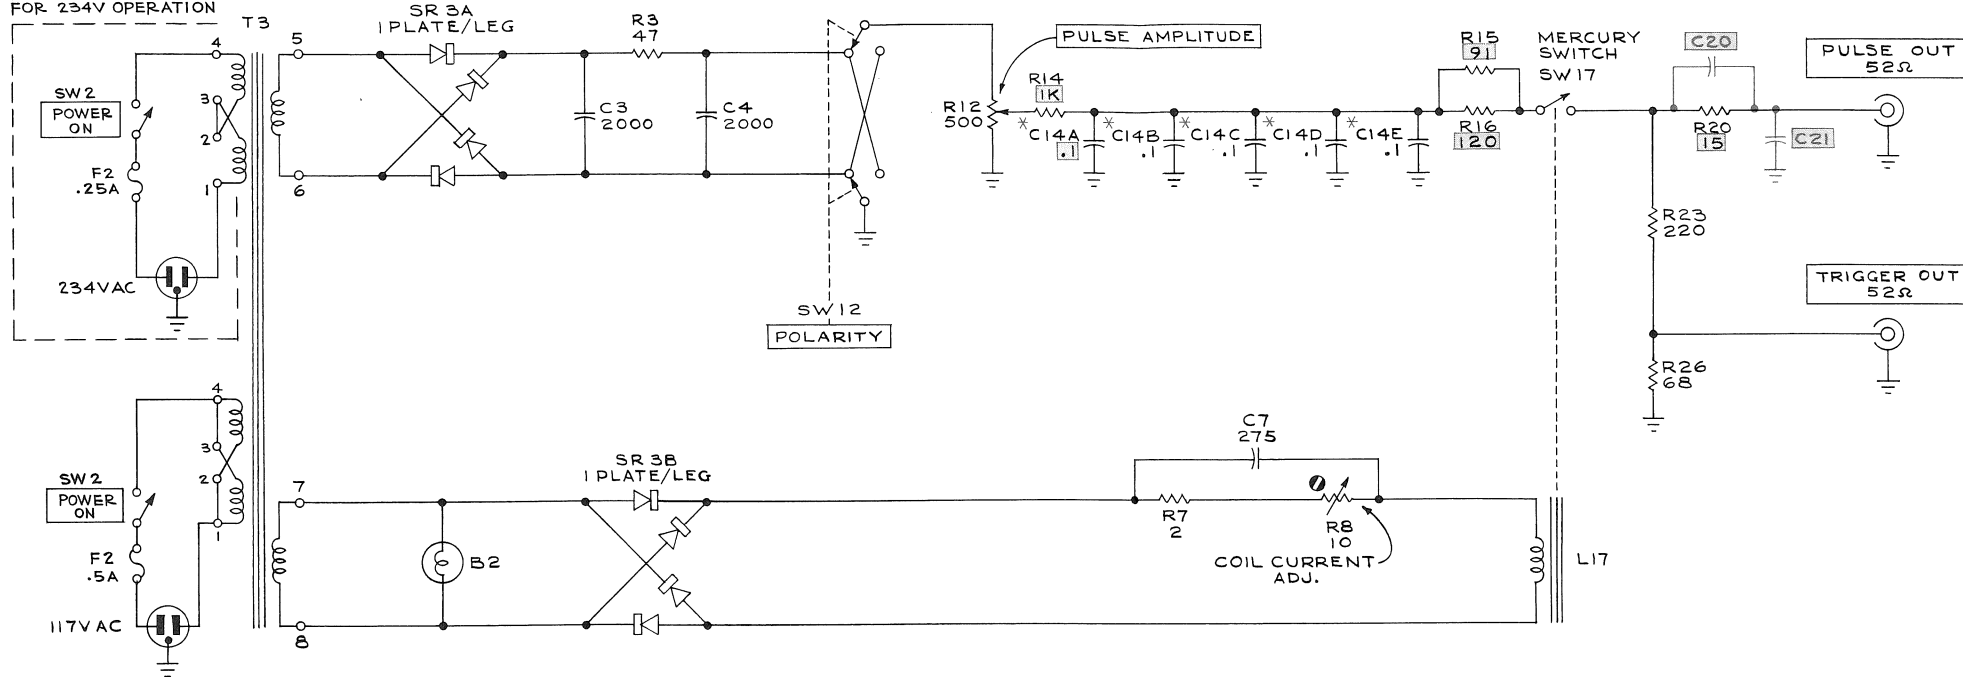 FOR 234V OPERATION
T3
4
3
2
1
SW2
POWER
ON
F2
.25A
234VAC
5
6
SR 3A
1 PLATE/LEG
R3
47
C3
2000
C4
2000
SW12
POLARITY
PULSE AMPLITUDE
R12
500
R14
1K
* C14A
.1
* C14B
.1
* C14C
.1
* C14D
.1
* C14E
.1
R15
91
R16
120
MERCURY
SWITCH
SW17
C20
R20
15
C21
PULSE OUT
52Ω
R23
220
TRIGGER OUT
52Ω
R26
68
4
3
2
1
SW2
POWER
ON
F2
.5A
117VAC
7
8
B2
SR 3B
1 PLATE/LEG
C7
275
R7
2
R8
10
COIL CURRENT
ADJ.
L17